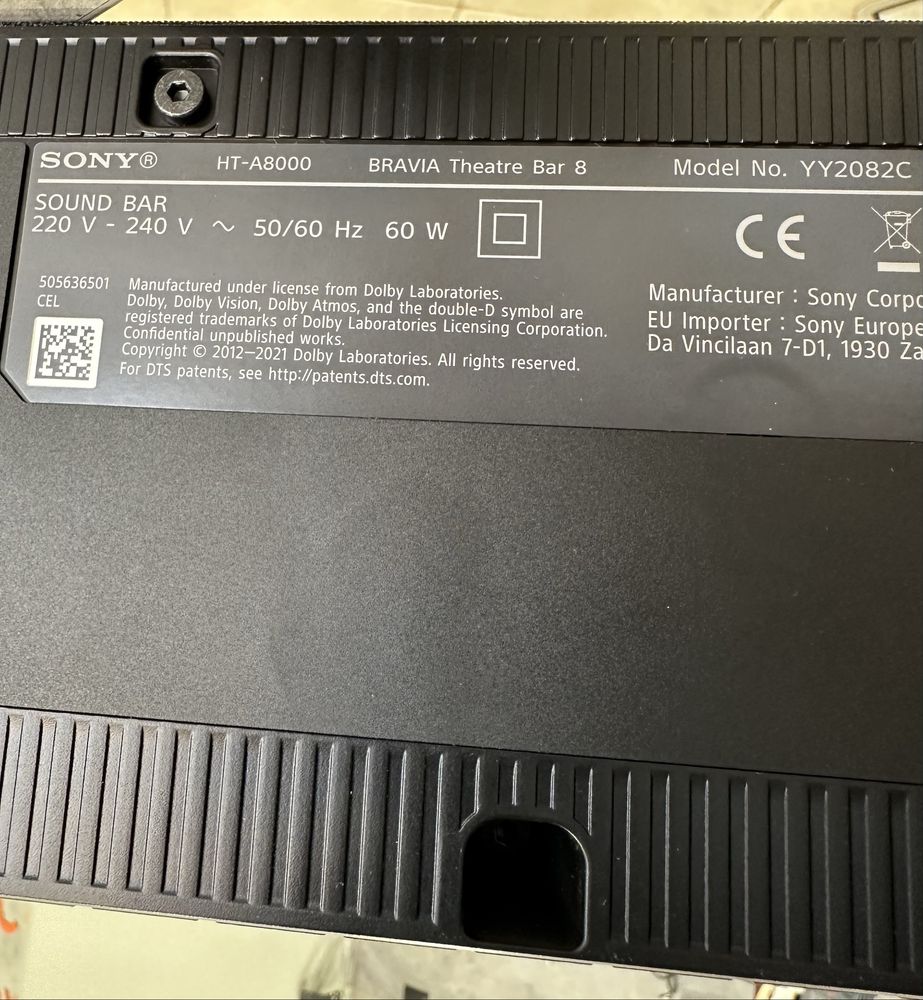 SONY® HT-A8000 BRAVIA Theatre Bar 8 Model No. YY2082C
SOUND BAR
220 V - 240 V ~ 50/60 Hz 60 W
CE
505636501
CEL
Manufactured under license from Dolby Laboratories.
Dolby, Dolby Vision, Dolby Atmos, and the double-D symbol are
registered trademarks of Dolby Laboratories Licensing Corporation.
Confidential unpublished works.
Copyright © 2012—2021 Dolby Laboratories. All rights reserved.
For DTS patents, see http://patents.dts.com.
Manufacturer : Sony Corpo
EU Importer : Sony Europe
Da Vincilaan 7-D1, 1930 Za